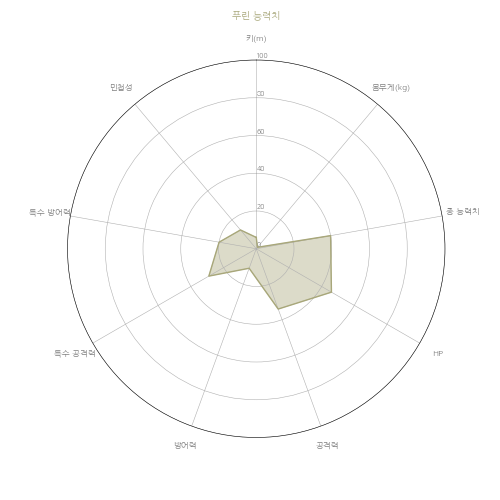 푸린 능력치
키(m)
몸무게(kg)
총 능력치
HP
공격력
방어력
특수 공격력
특수 방어력
민첩성
100
80
60
40
20
0